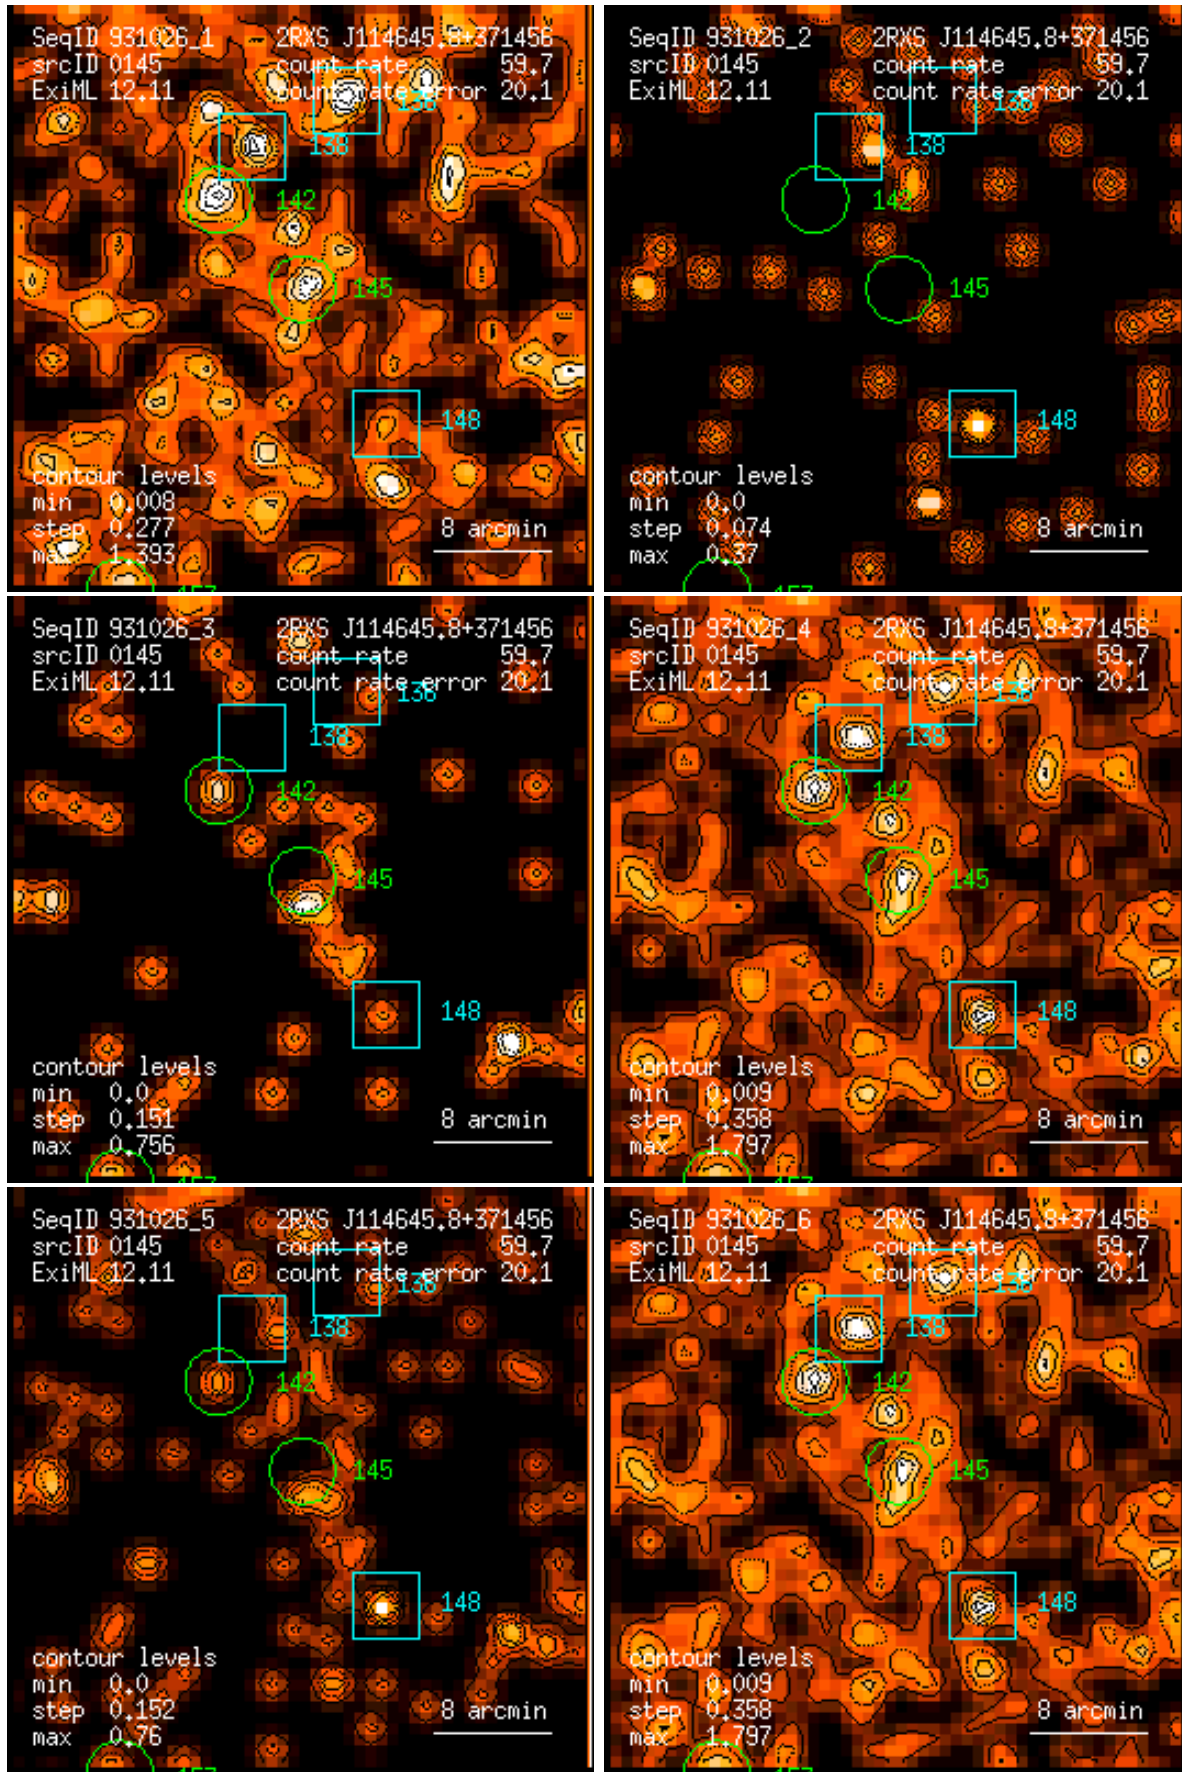 SeqID 931026_1 2RXS J114645.8+371456
srcID 0145 count rate 59.7
ExiML 12.11 count rate error 20.1
136
138
142
145
148
contour levels
min 0.008
step 0.277 8 arcmin
max 1.393
157
SeqID 931026_2 2RXS J114645.8+371456
srcID 0145 count rate 59.7
ExiML 12.11 count rate error 20.1
136
138
142
145
148
contour levels
min 0.0
step 0.074 8 arcmin
max 0.37
SeqID 931026_3 2RXS J114645.8+371456
srcID 0145 count rate 59.7
ExiML 12.11 count rate error 20.1
136
138
142
145
148
contour levels
min 0.0
step 0.151 8 arcmin
max 0.756
157
SeqID 931026_4 2RXS J114645.8+371456
srcID 0145 count rate 59.7
ExiML 12.11 count rate error 20.1
136
138
142
145
148
contour levels
min 0.009
step 0.358 8 arcmin
max 1.797
157
SeqID 931026_5 2RXS J114645.8+371456
srcID 0145 count rate 59.7
ExiML 12.11 count rate error 20.1
136
138
142
145
148
contour levels
min 0.0
step 0.152 8 arcmin
max 0.76
157
SeqID 931026_6 2RXS J114645.8+371456
srcID 0145 count rate 59.7
ExiML 12.11 count rate error 20.1
136
138
142
145
148
contour levels
min 0.009
step 0.358 8 arcmin
max 1.797
157